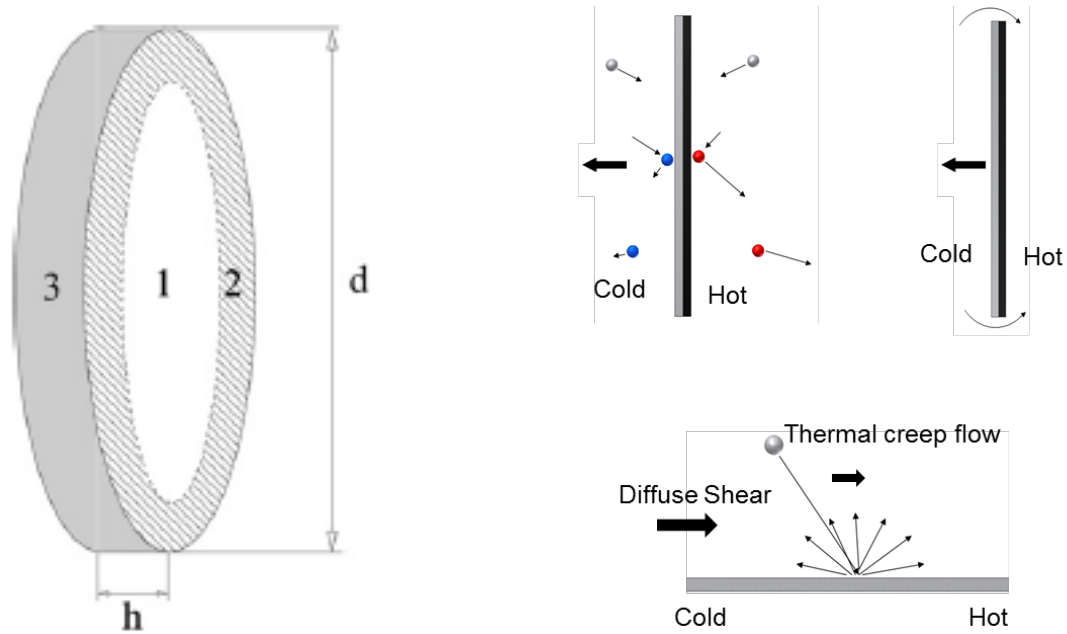 3
1
2
d
h
Cold
Hot
Cold
Hot
Thermal creep flow
Diffuse Shear
Cold
Hot